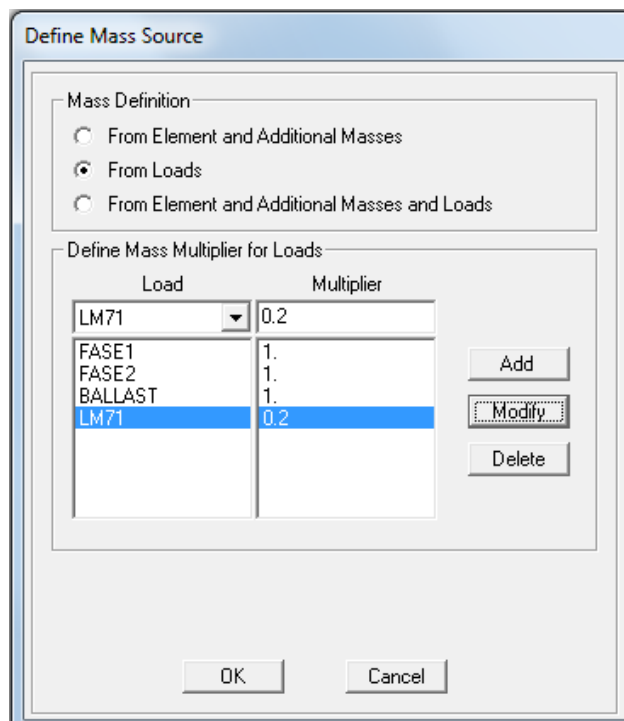 Define Mass Source
Mass Definition
From Element and Additional Masses
From Loads
From Element and Additional Masses and Loads
Define Mass Multiplier for Loads
Load Multiplier
LM71 0.2
FASE1 1.
FASE2 1.
BALLAST 1.
LM71 0.2
Add
Modify
Delete
OK Cancel